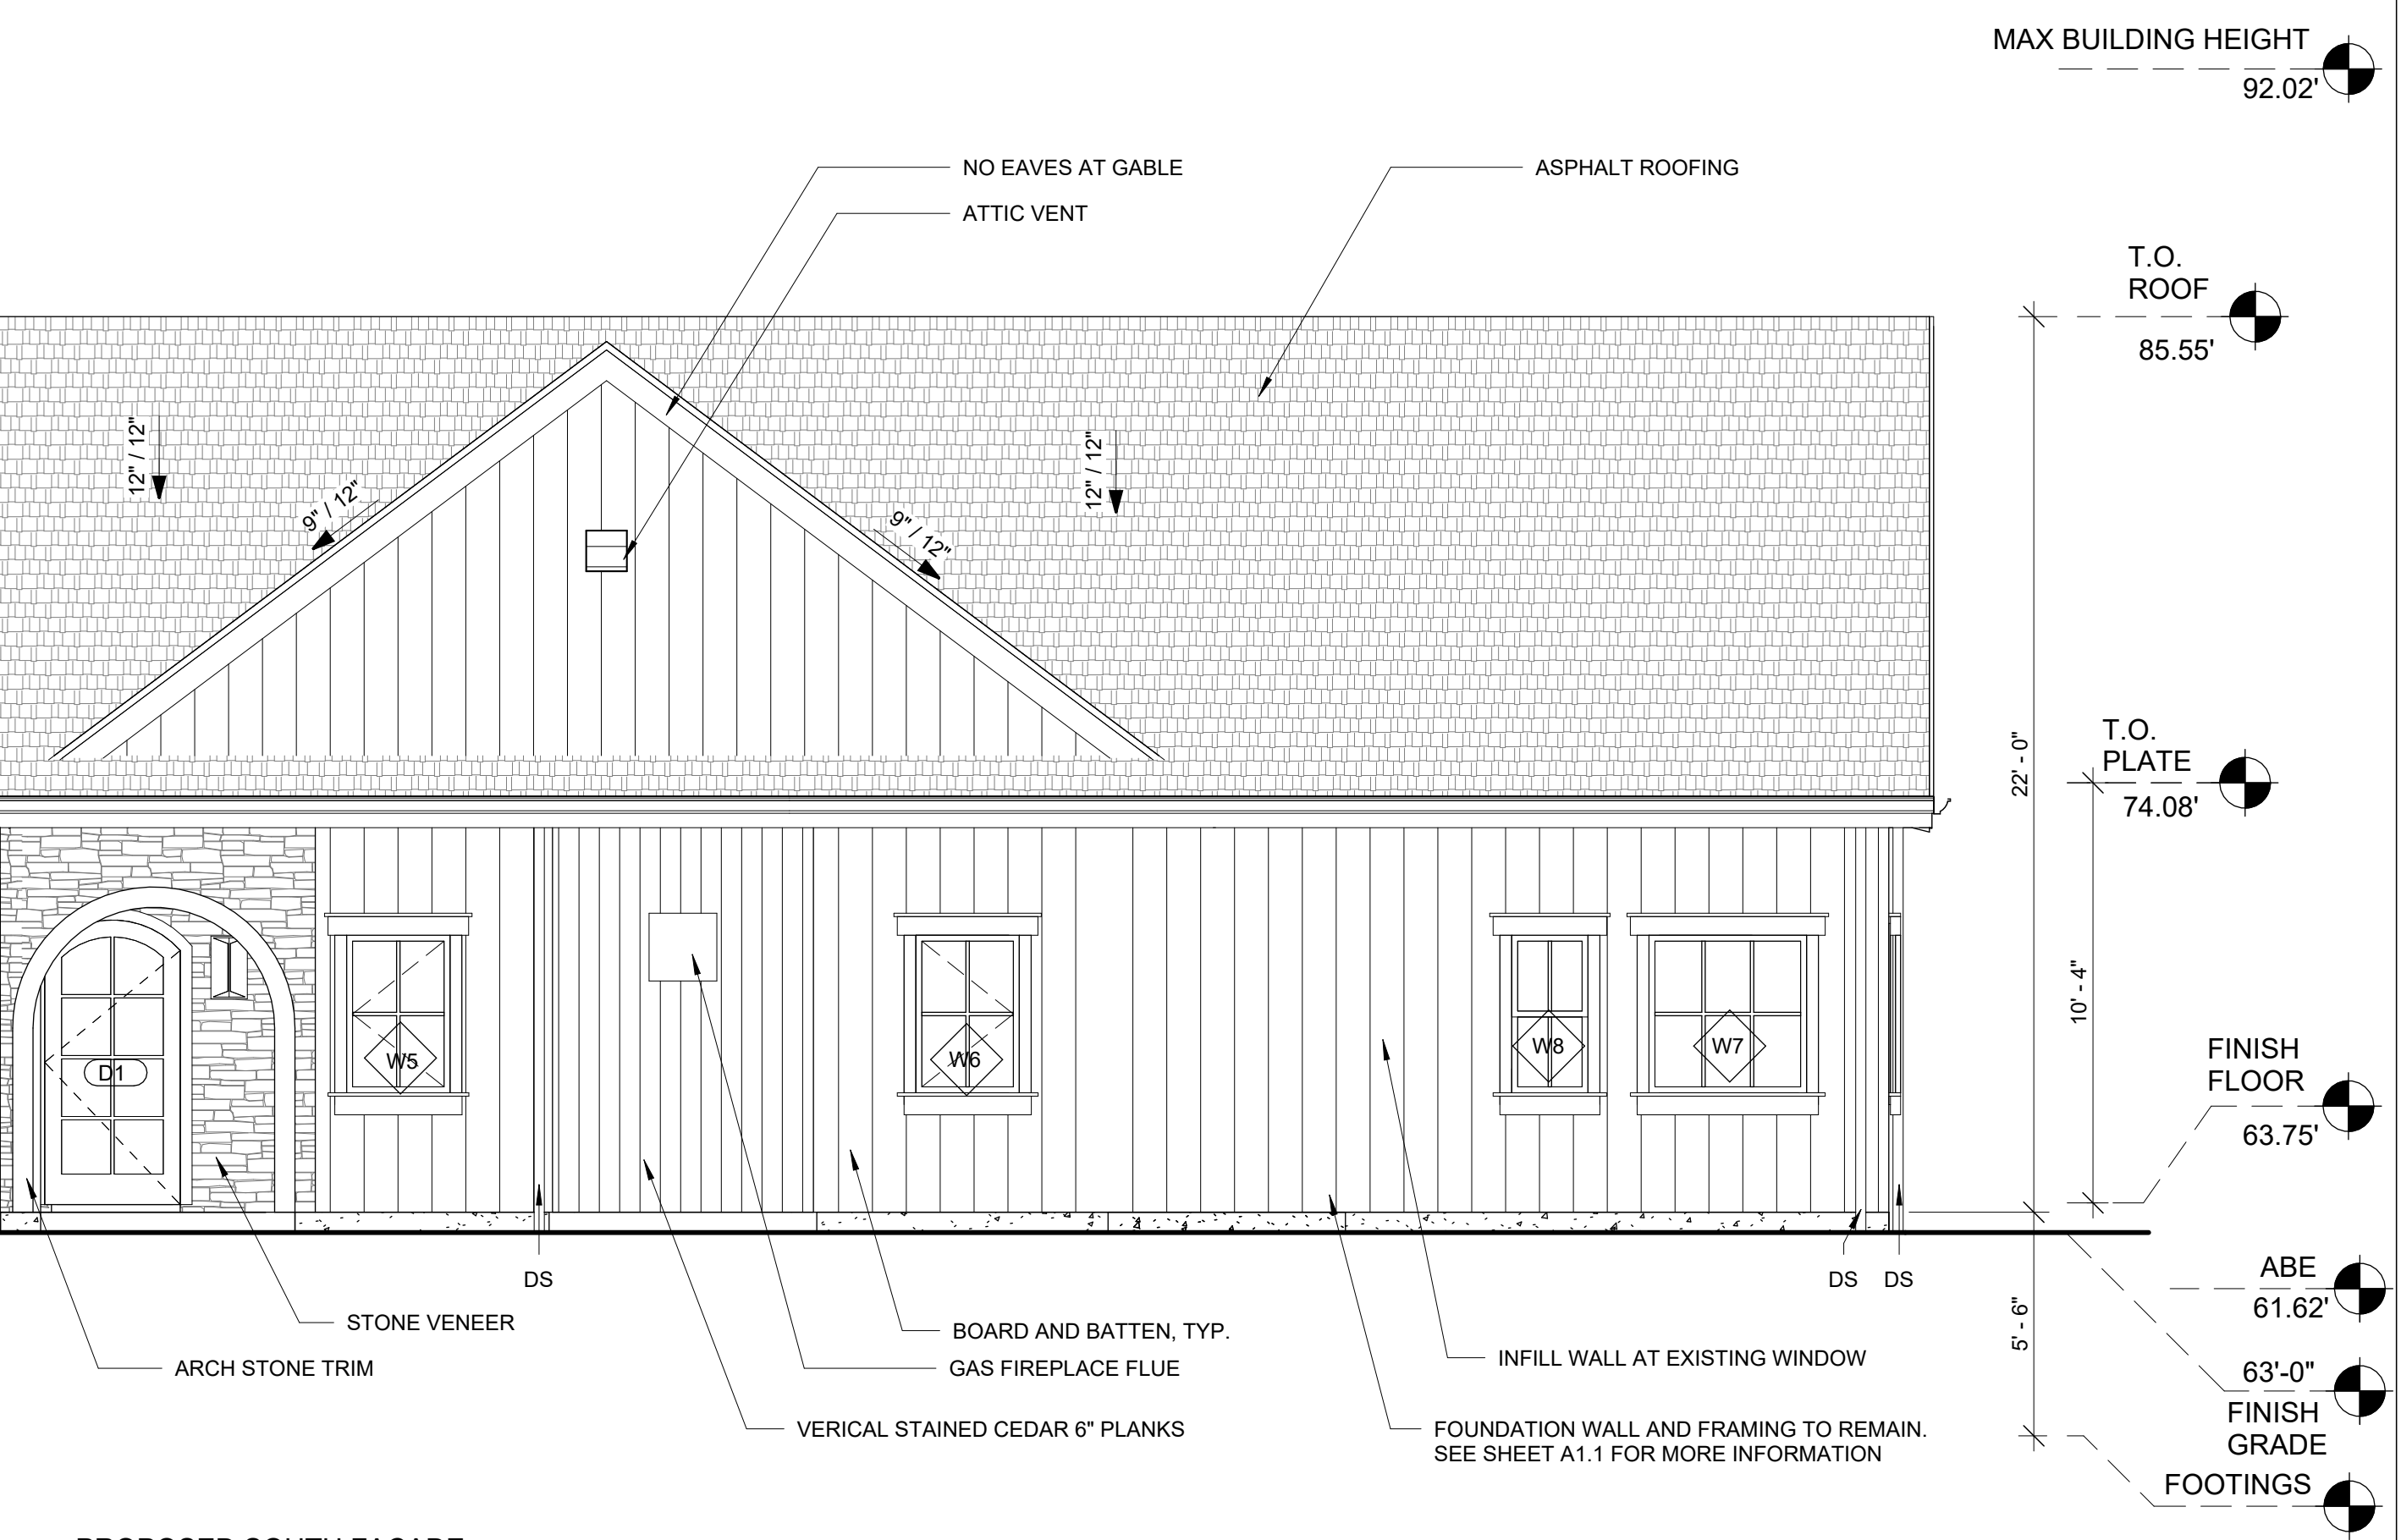 MAX BUILDING HEIGHT
92.02'
NO EAVES AT GABLE
ASPHALT ROOFING
ATTIC VENT
T.O.
ROOF
85.55'
12" / 12"
9" / 12"
9" / 12"
12" / 12"
22' - 0"
T.O.
PLATE
74.08'
10' - 4"
FINISH
FLOOR
63.75'
D1
W5
W6
W8
W7
DS
DS
DS
ABE
61.62'
5' - 6"
STONE VENEER
BOARD AND BATTEN, TYP.
INFILL WALL AT EXISTING WINDOW
ARCH STONE TRIM
GAS FIREPLACE FLUE
63'-0"
FINISH
GRADE
VERICAL STAINED CEDAR 6" PLANKS
FOUNDATION WALL AND FRAMING TO REMAIN.
SEE SHEET A1.1 FOR MORE INFORMATION
FOOTINGS
PROPOSED SOUTH FACADE